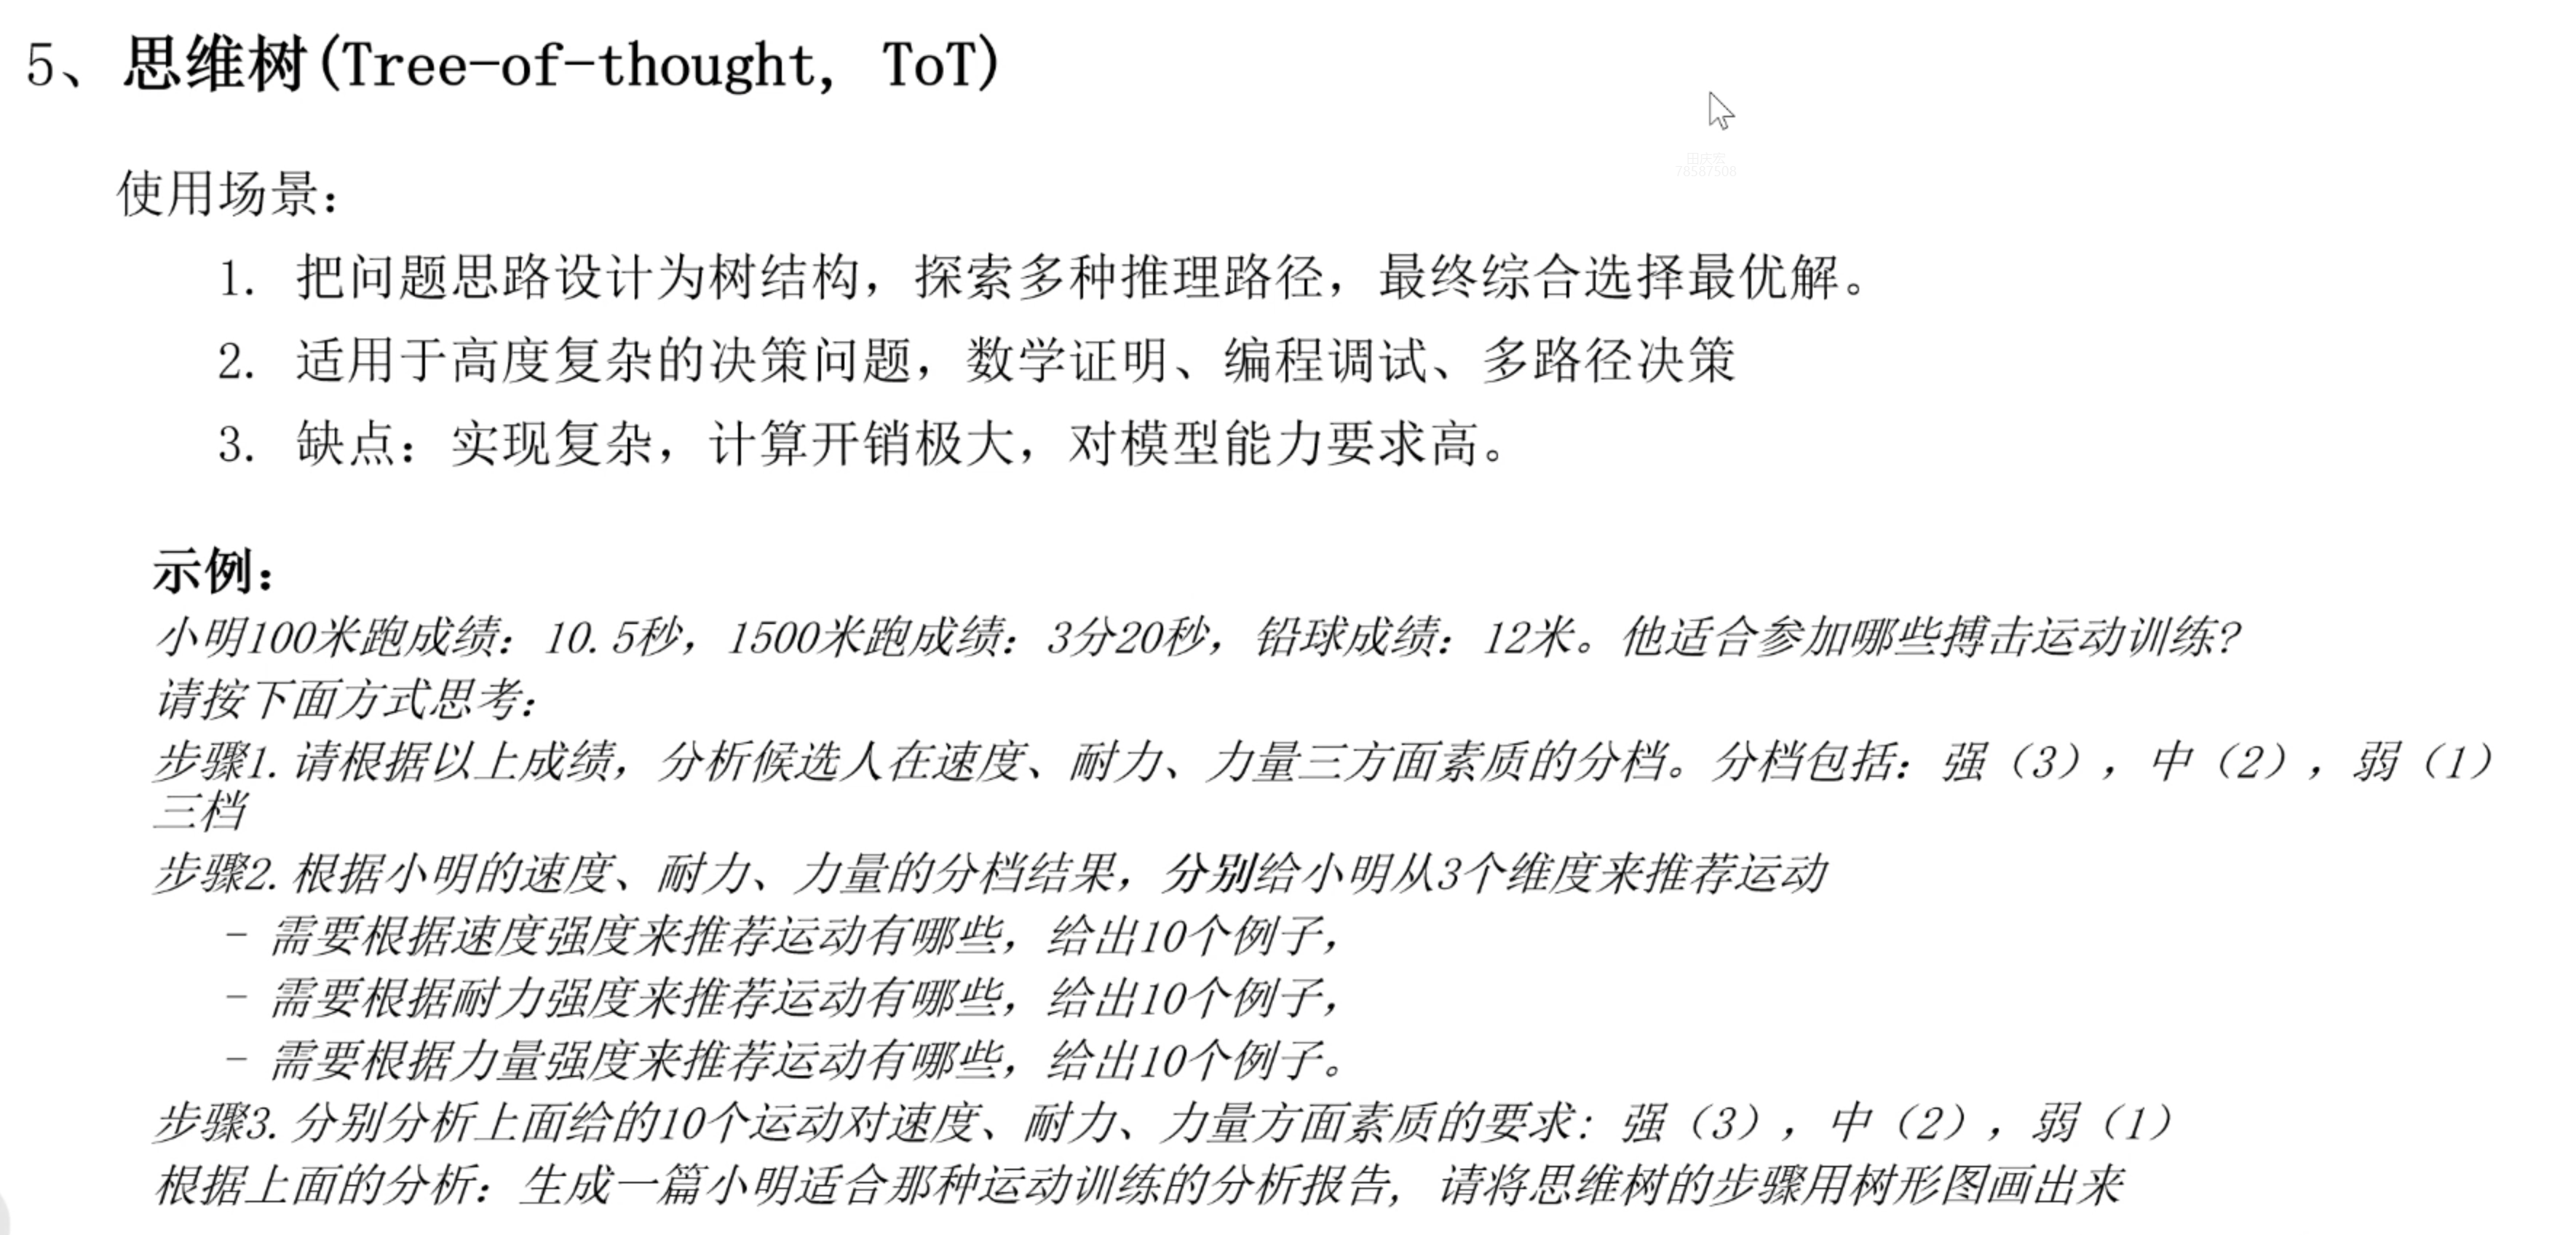 5、思维树(Tree-of-thought, ToT)
田庆宏
78587508
使用场景：
1. 把问题思路设计为树结构，探索多种推理路径，最终综合选择最优解。
2. 适用于高度复杂的决策问题，数学证明、编程调试、多路径决策
3. 缺点：实现复杂，计算开销极大，对模型能力要求高。
示例：
小明100米跑成绩：10.5秒，1500米跑成绩：3分20秒，铅球成绩：12米。他适合参加哪些搏击运动训练?
请按下面方式思考：
步骤1.请根据以上成绩，分析候选人在速度、耐力、力量三方面素质的分档。分档包括：强（3），中（2），弱（1）
三档
步骤2.根据小明的速度、耐力、力量的分档结果，分别给小明从3个维度来推荐运动
- 需要根据速度强度来推荐运动有哪些，给出10个例子，
- 需要根据耐力强度来推荐运动有哪些，给出10个例子，
- 需要根据力量强度来推荐运动有哪些，给出10个例子。
步骤3.分别分析上面给的10个运动对速度、耐力、力量方面素质的要求: 强（3），中（2），弱（1）
根据上面的分析：生成一篇小明适合那种运动训练的分析报告, 请将思维树的步骤用树形图画出来